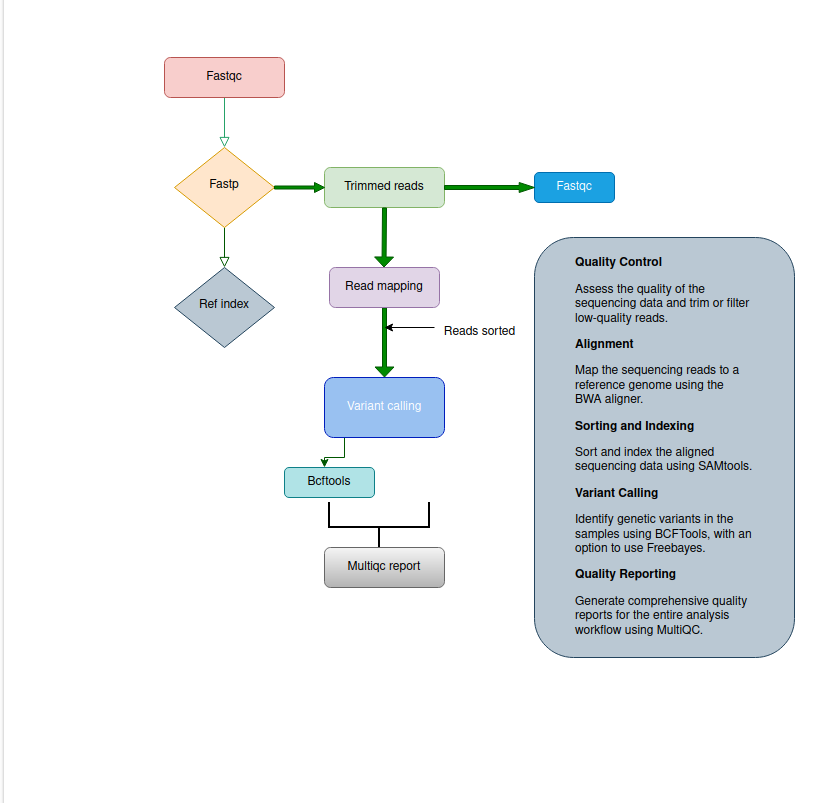 Fastqc
Fastp
Trimmed reads
Fastqc
Ref index
Read mapping
Reads sorted
Variant calling
Bcftools
Multiqc report
Quality Control
Assess the quality of the
sequencing data and trim or filter
low-quality reads.
Alignment
Map the sequencing reads to a
reference genome using the
BWA aligner.
Sorting and Indexing
Sort and index the aligned
sequencing data using SAMtools.
Variant Calling
Identify genetic variants in the
samples using BCFTools, with an
option to use Freebayes.
Quality Reporting
Generate comprehensive quality
reports for the entire analysis
workflow using MultiQC.